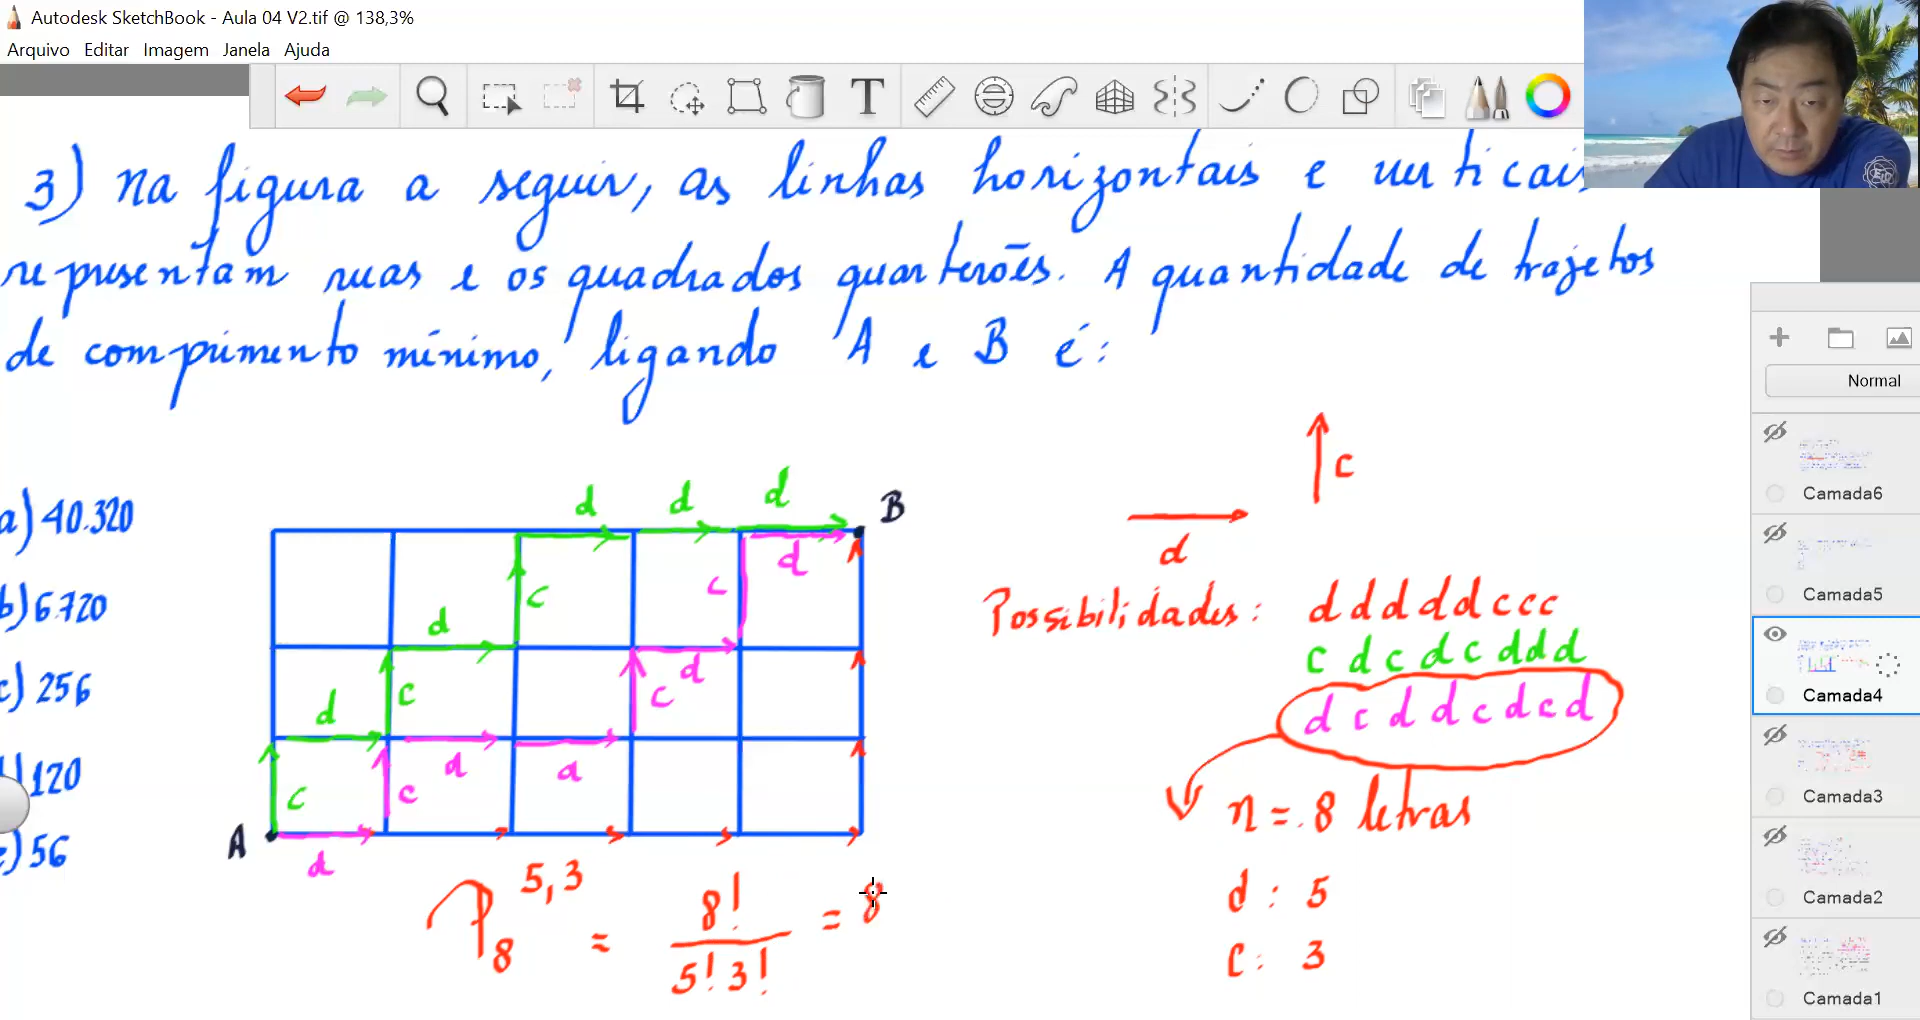 Autodesk SketchBook - Aula 04 V2.tif @ 138,3%
Arquivo Editar Imagem Janela Ajuda
3) Na figura a seguir, as linhas horizontais e verticais
representam ruas e os quadrados quarteirões. A quantidade de trajetos
de comprimento mínimo, ligando A e B é:
a) 40.320
b) 6.720
c) 256
d) 120
e) 56
d d d B
d c c d
d d
d c c
d d
c c
A
d
c
d
Possibilidades: d d d d d c c c
c d c d c d d d
d c d d c d c d
n = 8 letras
d : 5
c : 3
P 8 5,3 = 8! / 5! 3! = 8
Normal
Camada6
Camada5
Camada4
Camada3
Camada2
Camada1